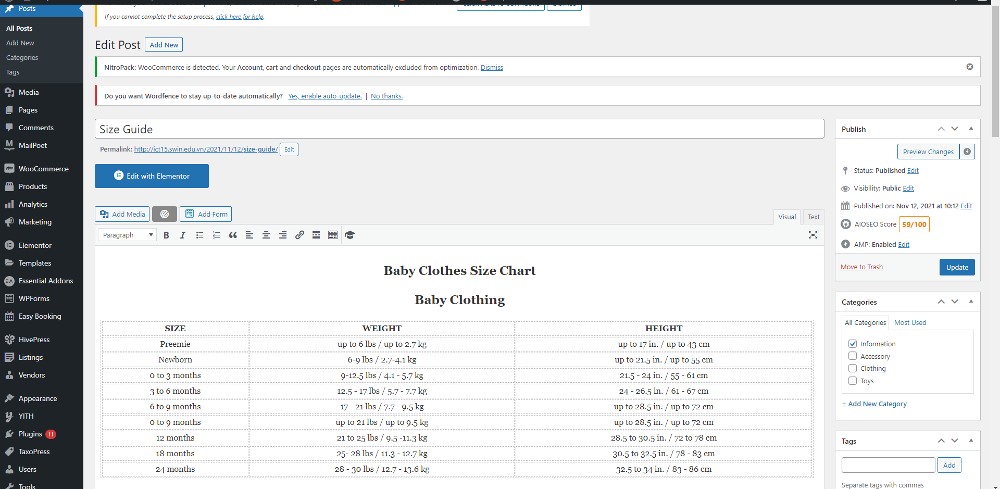 Posts
All Posts
Add New
Categories
Tags
Media
Pages
Comments
MailPoet
WooCommerce
Products
Analytics
Marketing
Elementor
Templates
Essential Addons
WPForms
Easy Booking
HivePress
Listings
Vendors
Appearance
YITH
Plugins 11
TaxoPress
Users
Tools
CLICK HERE TO CONFIGURE DISMISS
If you cannot complete the setup process, click here for help.
Edit Post Add New
NitroPack: WooCommerce is detected. Your Account, cart and checkout pages are automatically excluded from optimization. Dismiss
Do you want Wordfence to stay up-to-date automatically? Yes, enable auto-update. | No thanks.
Size Guide
Permalink: http://ict15.swin.edu.vn/2021/11/12/size-guide/ Edit
Edit with Elementor
Add Media Add Form
Visual Text
Paragraph
Baby Clothes Size Chart
Baby Clothing
SIZE WEIGHT HEIGHT
Preemie up to 6 lbs / up to 2.7 kg up to 17 in. / up to 43 cm
Newborn 6-9 lbs / 2.7-4.1 kg up to 21.5 in. / up to 55 cm
0 to 3 months 9-12.5 lbs / 4.1 - 5.7 kg 21.5 - 24 in. / 55 - 61 cm
3 to 6 months 12.5 - 17 lbs / 5.7 - 7.7 kg 24 - 26.5 in. / 61 - 67 cm
6 to 9 months 17 - 21 lbs / 7.7 - 9.5 kg up to 28.5 in. / up to 72 cm
0 to 9 months up to 21 lbs / up to 9.5 kg up to 28.5 in. / up to 72 cm
12 months 21 to 25 lbs / 9.5 -11.3 kg 28.5 to 30.5 in. / 72 to 78 cm
18 months 25- 28 lbs / 11.3 - 12.7 kg 30.5 to 32.5 in. / 78 - 83 cm
24 months 28 - 30 lbs / 12.7 - 13.6 kg 32.5 to 34 in. / 83 - 86 cm
Publish
Preview Changes
Status: Published Edit
Visibility: Public Edit
Published on: Nov 12, 2021 at 10:12 Edit
AIOSEO Score 59/100
AMP: Enabled Edit
Move to Trash Update
Categories
All Categories Most Used
Information
Accessory
Clothing
Toys
+ Add New Category
Tags
Add
Separate tags with commas